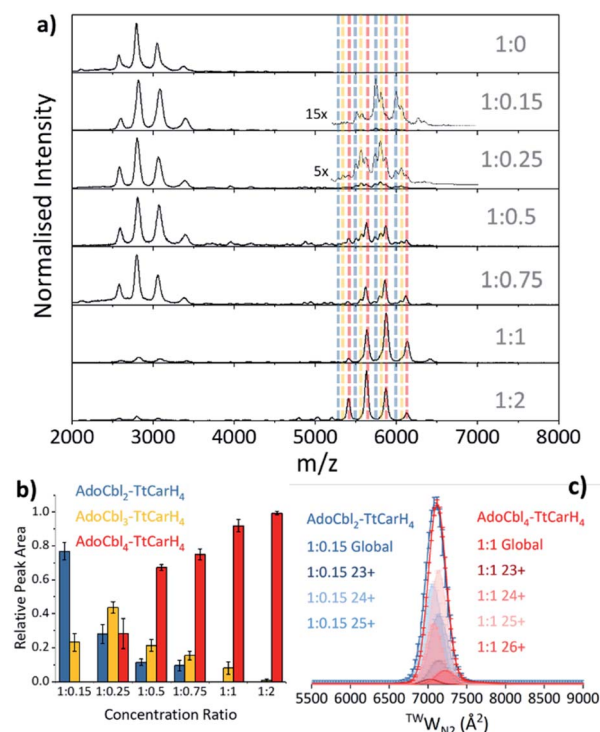 a)
Normalised Intensity
1:0
15x
1:0.15
5x
1:0.25
1:0.5
1:0.75
1:1
1:2
2000 3000 4000 5000 6000 7000 8000
m/z
b)
AdoCbl2-TtCarH4
AdoCbl3-TtCarH4
AdoCbl4-TtCarH4
Relative Peak Area
1.0
0.8
0.6
0.4
0.2
0.0
1:0.15 1:0.25 1:0.5 1:0.75 1:1 1:2
Concentration Ratio
c)
AdoCbl2-TtCarH4
1:0.15 Global
1:0.15 23+
1:0.15 24+
1:0.15 25+
AdoCbl4-TtCarH4
1:1 Global
1:1 23+
1:1 24+
1:1 25+
1:1 26+
5500 6000 6500 7000 7500 8000 8500 9000
TWWN2 (Å²)